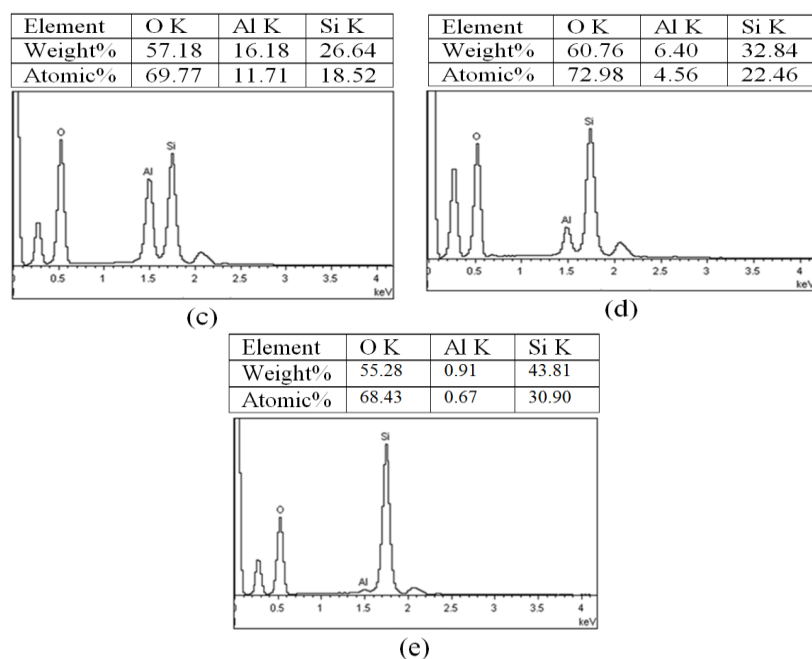 Element O K Al K Si K
Weight% 57.18 16.18 26.64
Atomic% 69.77 11.71 18.52
O
Al
Si
0.5 1 1.5 2 2.5 3 3.5 4
keV
(c)
Element O K Al K Si K
Weight% 60.76 6.40 32.84
Atomic% 72.98 4.56 22.46
O
Al
Si
0 0.5 1 1.5 2 2.5 3 3.5 4
keV
(d)
Element O K Al K Si K
Weight% 55.28 0.91 43.81
Atomic% 68.43 0.67 30.90
Si
O
Al
0.5 1 1.5 2 2.5 3 3.5 4
keV
(e)